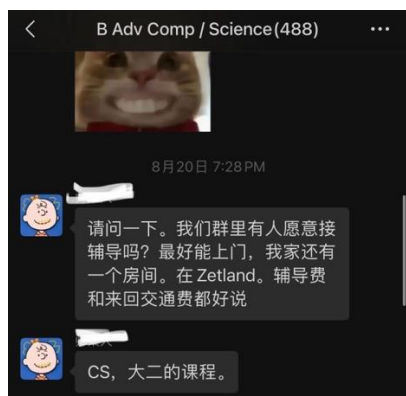 B Adv Comp / Science(488)
8月20日 7:28PM
请问一下。我们群里有人愿意接
辅导吗？最好能上门，我家还有
一个房间。在 Zetland。辅导费
和来回交通费都好说
CS，大二的课程。